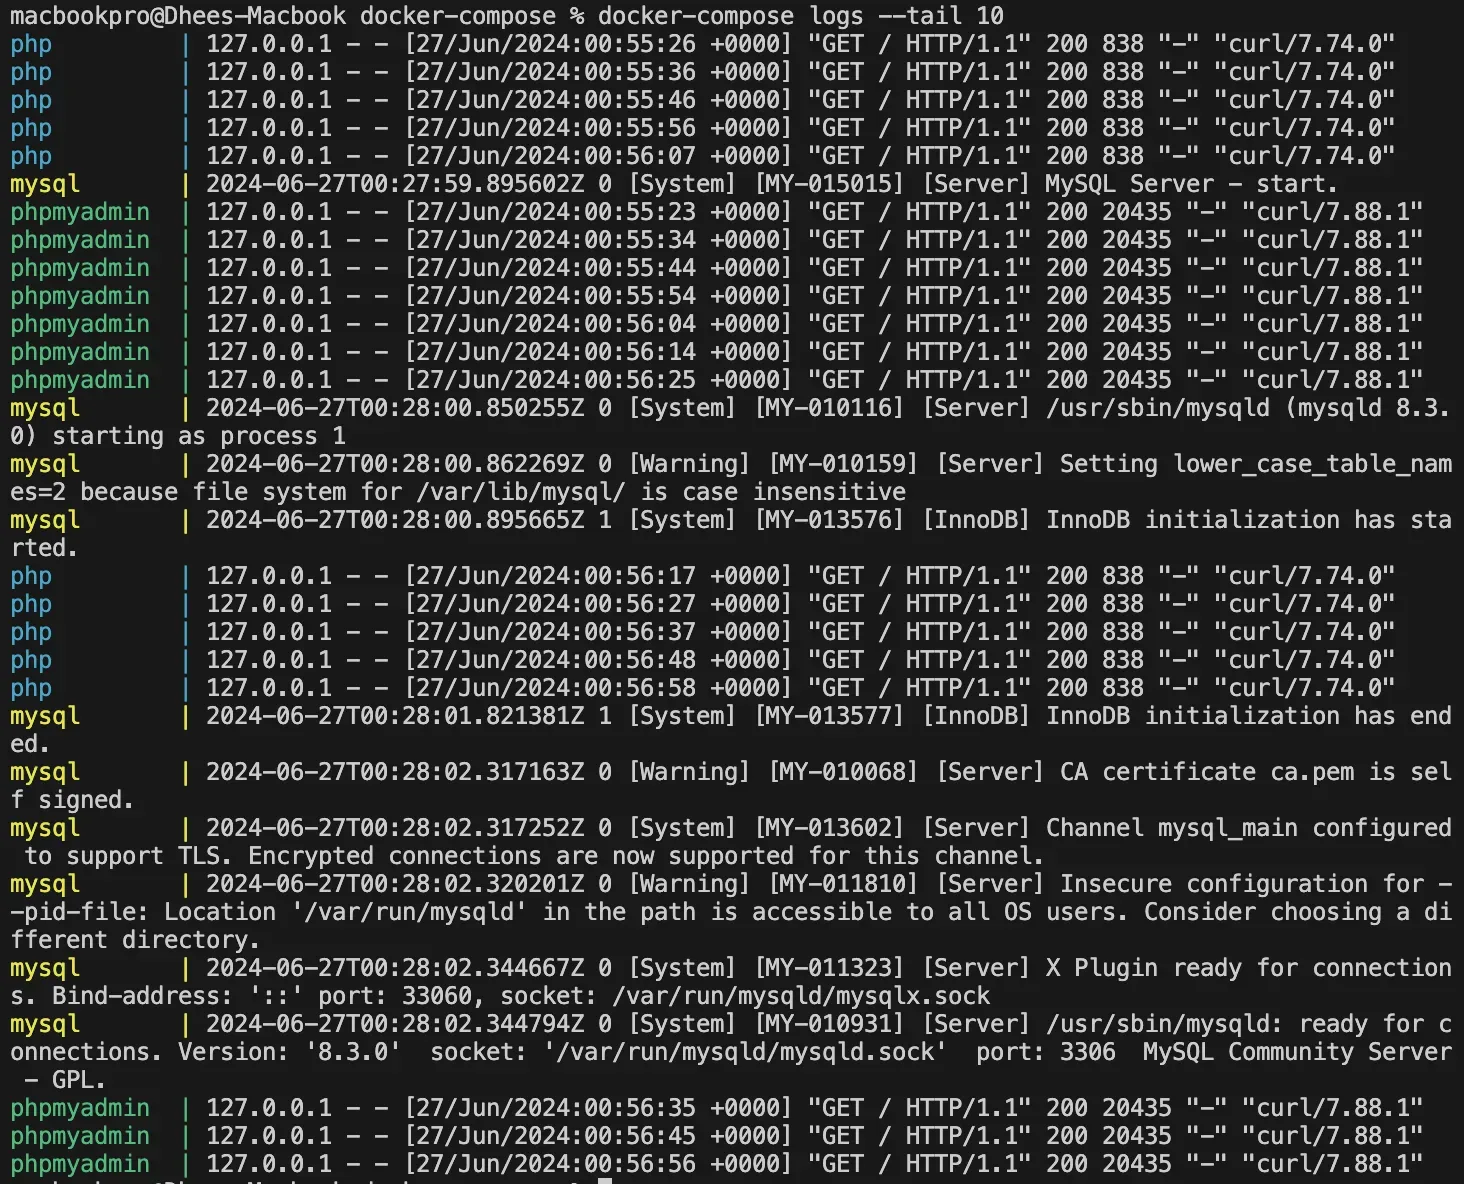 macbookpro@Dhees-Macbook docker-compose % docker-compose logs --tail 10
php         | 127.0.0.1 - - [27/Jun/2024:00:55:26 +0000] "GET / HTTP/1.1" 200 838 "-" "curl/7.74.0"
php         | 127.0.0.1 - - [27/Jun/2024:00:55:36 +0000] "GET / HTTP/1.1" 200 838 "-" "curl/7.74.0"
php         | 127.0.0.1 - - [27/Jun/2024:00:55:46 +0000] "GET / HTTP/1.1" 200 838 "-" "curl/7.74.0"
php         | 127.0.0.1 - - [27/Jun/2024:00:55:56 +0000] "GET / HTTP/1.1" 200 838 "-" "curl/7.74.0"
php         | 127.0.0.1 - - [27/Jun/2024:00:56:07 +0000] "GET / HTTP/1.1" 200 838 "-" "curl/7.74.0"
mysql       | 2024-06-27T00:27:59.895602Z 0 [System] [MY-015015] [Server] MySQL Server - start.
phpmyadmin  | 127.0.0.1 - - [27/Jun/2024:00:55:23 +0000] "GET / HTTP/1.1" 200 20435 "-" "curl/7.88.1"
phpmyadmin  | 127.0.0.1 - - [27/Jun/2024:00:55:34 +0000] "GET / HTTP/1.1" 200 20435 "-" "curl/7.88.1"
phpmyadmin  | 127.0.0.1 - - [27/Jun/2024:00:55:44 +0000] "GET / HTTP/1.1" 200 20435 "-" "curl/7.88.1"
phpmyadmin  | 127.0.0.1 - - [27/Jun/2024:00:55:54 +0000] "GET / HTTP/1.1" 200 20435 "-" "curl/7.88.1"
phpmyadmin  | 127.0.0.1 - - [27/Jun/2024:00:56:04 +0000] "GET / HTTP/1.1" 200 20435 "-" "curl/7.88.1"
phpmyadmin  | 127.0.0.1 - - [27/Jun/2024:00:56:14 +0000] "GET / HTTP/1.1" 200 20435 "-" "curl/7.88.1"
phpmyadmin  | 127.0.0.1 - - [27/Jun/2024:00:56:25 +0000] "GET / HTTP/1.1" 200 20435 "-" "curl/7.88.1"
mysql       | 2024-06-27T00:28:00.850255Z 0 [System] [MY-010116] [Server] /usr/sbin/mysqld (mysqld 8.3.
0) starting as process 1
mysql       | 2024-06-27T00:28:00.862269Z 0 [Warning] [MY-010159] [Server] Setting lower_case_table_nam
es=2 because file system for /var/lib/mysql/ is case insensitive
mysql       | 2024-06-27T00:28:00.895665Z 1 [System] [MY-013576] [InnoDB] InnoDB initialization has sta
rted.
php         | 127.0.0.1 - - [27/Jun/2024:00:56:17 +0000] "GET / HTTP/1.1" 200 838 "-" "curl/7.74.0"
php         | 127.0.0.1 - - [27/Jun/2024:00:56:27 +0000] "GET / HTTP/1.1" 200 838 "-" "curl/7.74.0"
php         | 127.0.0.1 - - [27/Jun/2024:00:56:37 +0000] "GET / HTTP/1.1" 200 838 "-" "curl/7.74.0"
php         | 127.0.0.1 - - [27/Jun/2024:00:56:48 +0000] "GET / HTTP/1.1" 200 838 "-" "curl/7.74.0"
php         | 127.0.0.1 - - [27/Jun/2024:00:56:58 +0000] "GET / HTTP/1.1" 200 838 "-" "curl/7.74.0"
mysql       | 2024-06-27T00:28:01.821381Z 1 [System] [MY-013577] [InnoDB] InnoDB initialization has end
ed.
mysql       | 2024-06-27T00:28:02.317163Z 0 [Warning] [MY-010068] [Server] CA certificate ca.pem is sel
f signed.
mysql       | 2024-06-27T00:28:02.317252Z 0 [System] [MY-013602] [Server] Channel mysql_main configured
 to support TLS. Encrypted connections are now supported for this channel.
mysql       | 2024-06-27T00:28:02.320201Z 0 [Warning] [MY-011810] [Server] Insecure configuration for -
-pid-file: Location '/var/run/mysqld' in the path is accessible to all OS users. Consider choosing a di
fferent directory.
mysql       | 2024-06-27T00:28:02.344667Z 0 [System] [MY-011323] [Server] X Plugin ready for connection
s. Bind-address: '::' port: 33060, socket: /var/run/mysqld/mysqlx.sock
mysql       | 2024-06-27T00:28:02.344794Z 0 [System] [MY-010931] [Server] /usr/sbin/mysqld: ready for c
onnections. Version: '8.3.0'  socket: '/var/run/mysqld/mysqld.sock'  port: 3306  MySQL Community Server
 - GPL.
phpmyadmin  | 127.0.0.1 - - [27/Jun/2024:00:56:35 +0000] "GET / HTTP/1.1" 200 20435 "-" "curl/7.88.1"
phpmyadmin  | 127.0.0.1 - - [27/Jun/2024:00:56:45 +0000] "GET / HTTP/1.1" 200 20435 "-" "curl/7.88.1"
phpmyadmin  | 127.0.0.1 - - [27/Jun/2024:00:56:56 +0000] "GET / HTTP/1.1" 200 20435 "-" "curl/7.88.1"